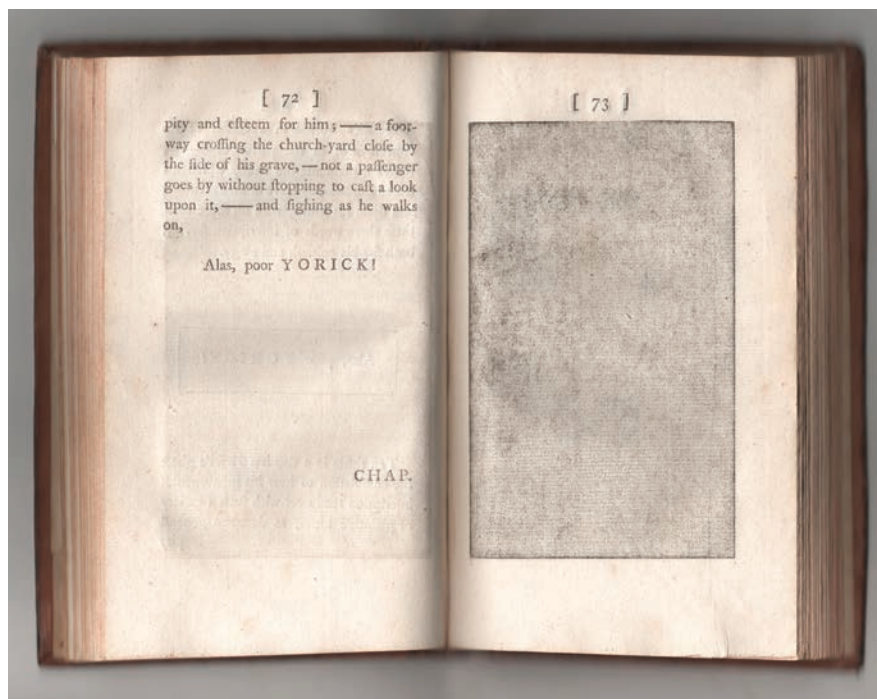 [ 72 ]
pity and eſteem for him; —— a foot-
way croſſing the church-yard cloſe by
the ſide of his grave, — not a paſſenger
goes by without ſtopping to caſt a look
upon it, —— and ſighing as he walks
on,
Alas, poor YORICK!
CHAP.
[ 73 ]